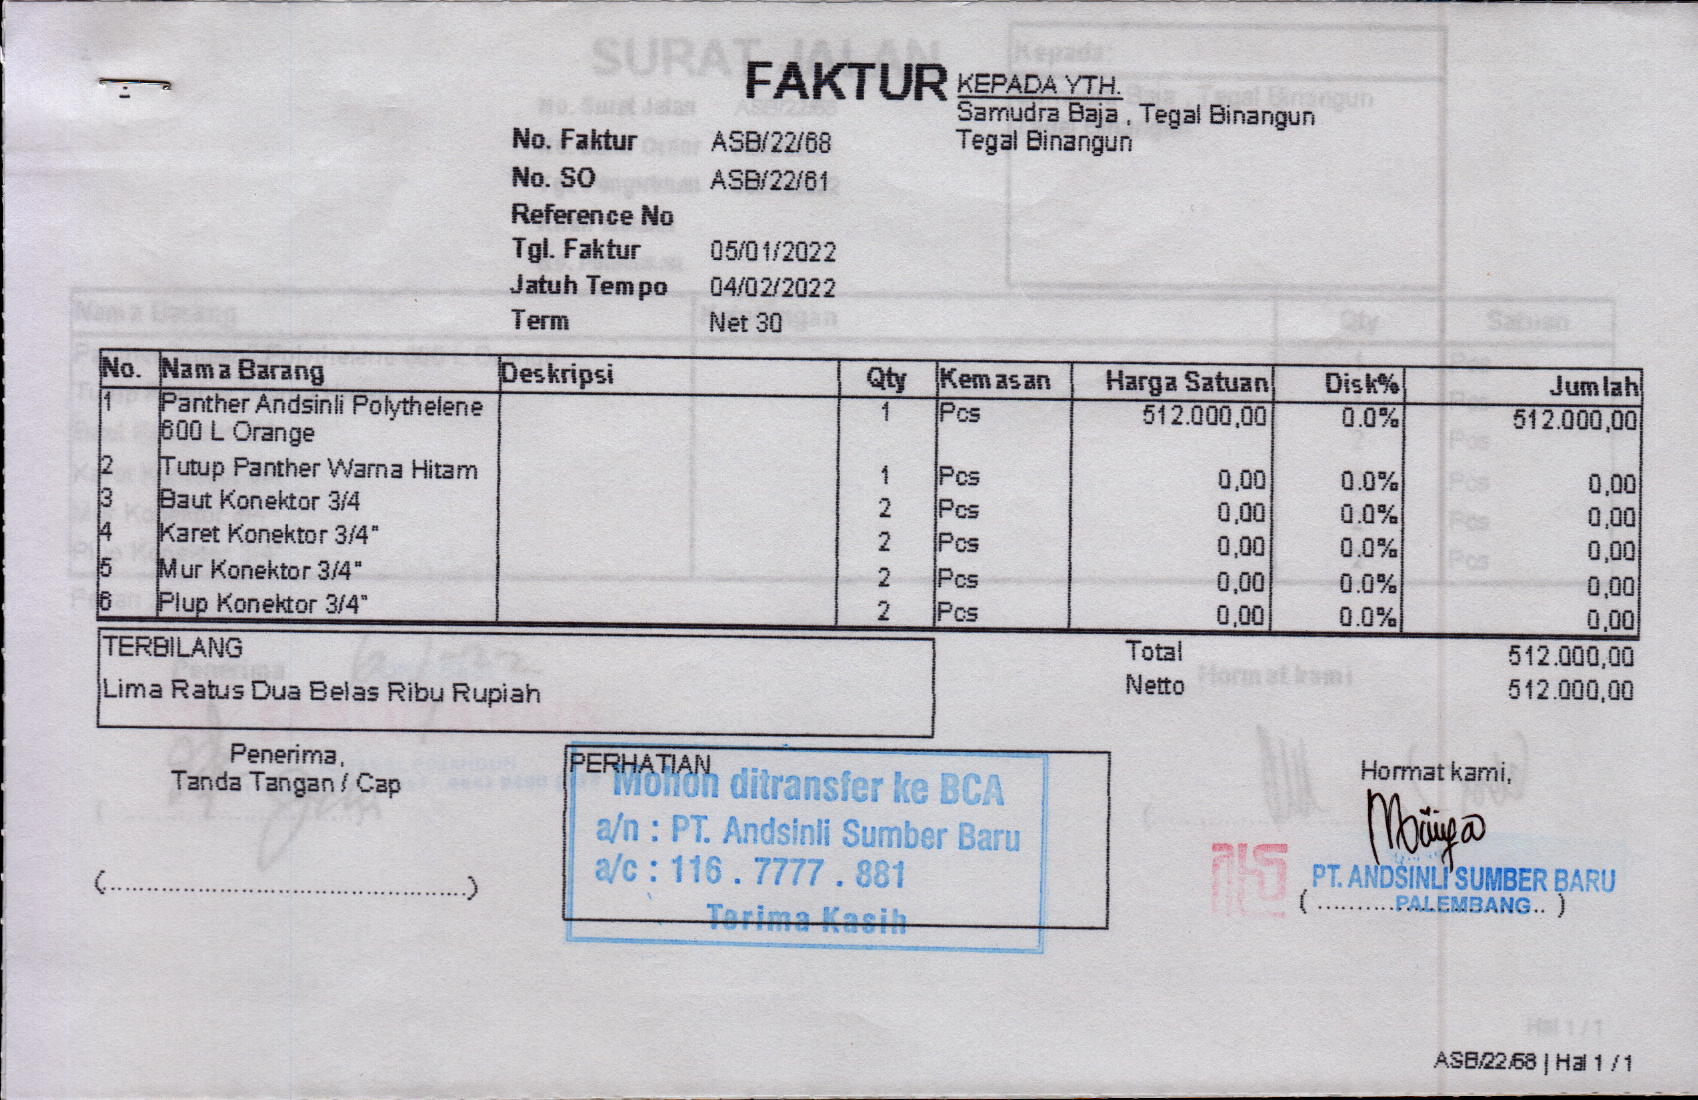 FAKTUR
KEPADA YTH.
Samudra Baja , Tegal Binangun
Tegal Binangun
No. Faktur ASB/22/68
No. SO ASB/22/61
Reference No
Tgl. Faktur 05/01/2022
Jatuh Tempo 04/02/2022
Term Net 30
No. Nama Barang Deskripsi Qty Kemasan Harga Satuan Disk% Jumlah
1 Panther Andsinli Polythelene 1 Pcs 512.000,00 0.0% 512.000,00
600 L Orange
2 Tutup Panther Warna Hitam 1 Pcs 0,00 0.0% 0,00
3 Baut Konektor 3/4 2 Pcs 0,00 0.0% 0,00
4 Karet Konektor 3/4" 2 Pcs 0,00 0.0% 0,00
5 Mur Konektor 3/4" 2 Pcs 0,00 0.0% 0,00
6 Plup Konektor 3/4" 2 Pcs 0,00 0.0% 0,00
TERBILANG
Lima Ratus Dua Belas Ribu Rupiah
Total 512.000,00
Netto 512.000,00
Penerima,
Tanda Tangan / Cap
(..................................................)
PERHATIAN
Mohon ditransfer ke BCA
a/n : PT. Andsinli Sumber Baru
a/c : 116 . 7777 . 881
Terima Kasih
Hormat kami,
PT. ANDSINLI SUMBER BARU
( ..........PALEMBANG.. )
ASB/22/68 | Hal 1 / 1